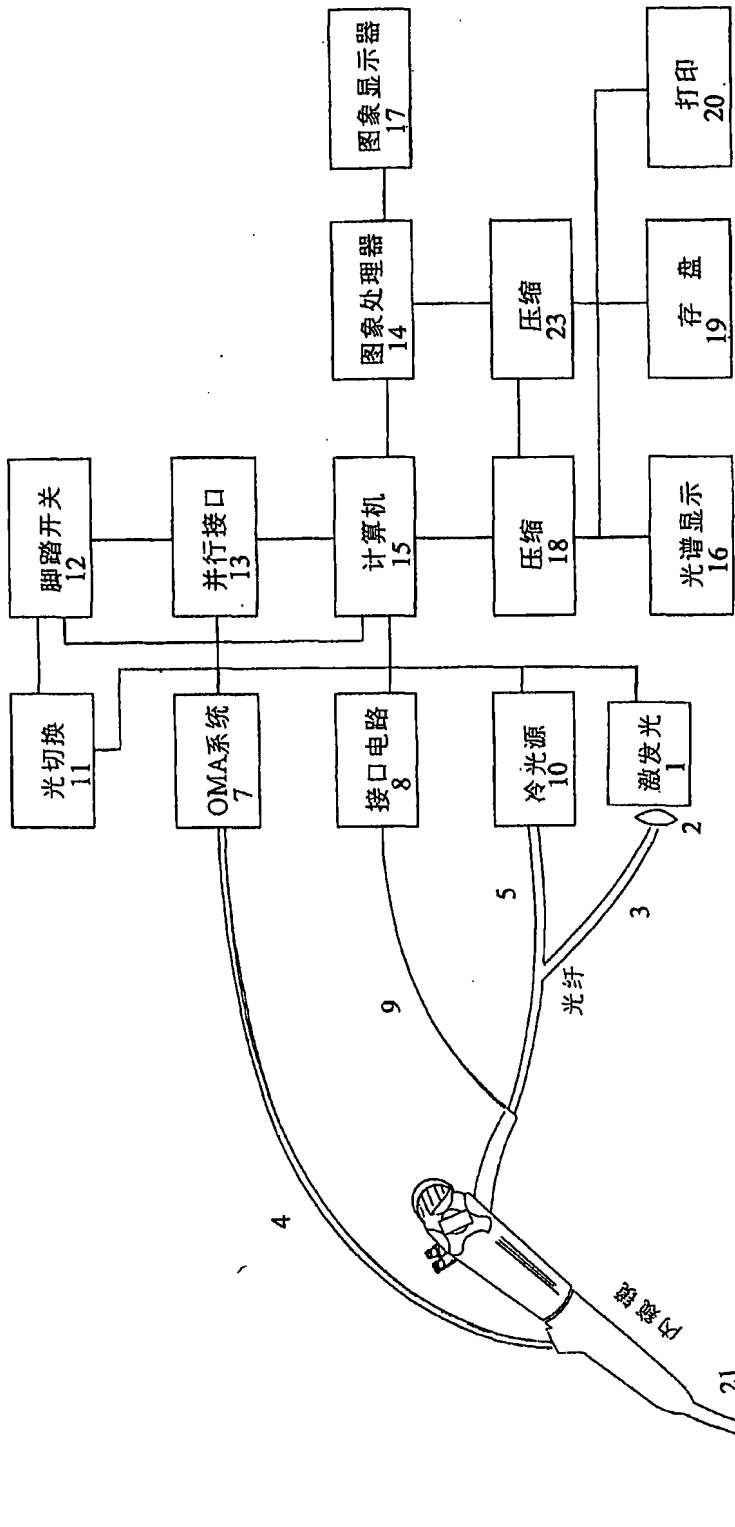 脚踏开关
12
光切换
11
并行接口
13
OMA系统
7
图象显示器
17
图象处理器
14
计算机
15
接口电路
8
压缩
23
压缩
18
冷光源
10
打印
20
存 盘
19
光谱显示
16
激发光
1
2
3
5
光纤
9
4
内窥镜
21